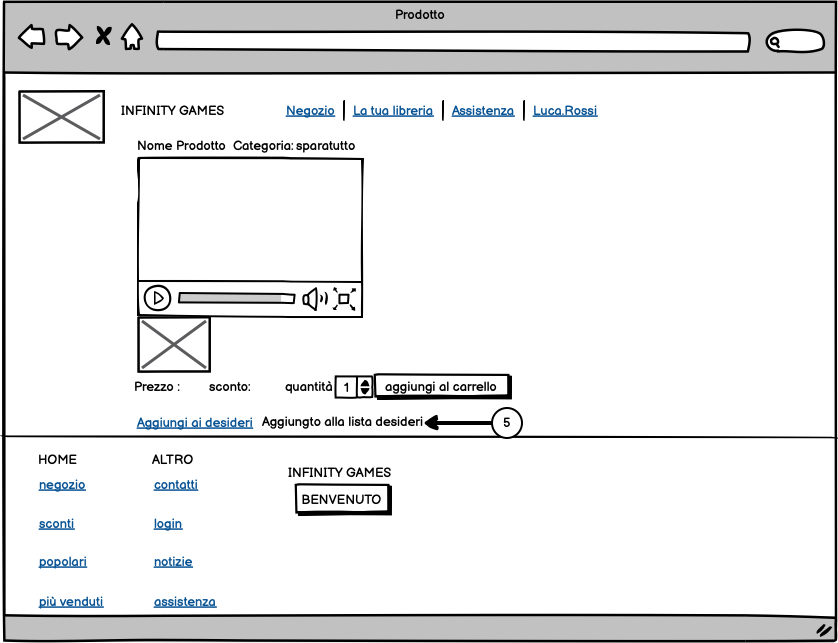 Prodotto
INFINITY GAMES
Negozio
La tua libreria
Assistenza
Luca.Rossi
Nome Prodotto Categoria: sparatutto
Prezzo : sconto: quantità 1 aggiungi al carrello
Aggiungi ai desideri Aggiungto alla lista desideri 5
HOME
negozio
sconti
popolari
più venduti
ALTRO
contatti
login
notizie
assistenza
INFINITY GAMES
BENVENUTO